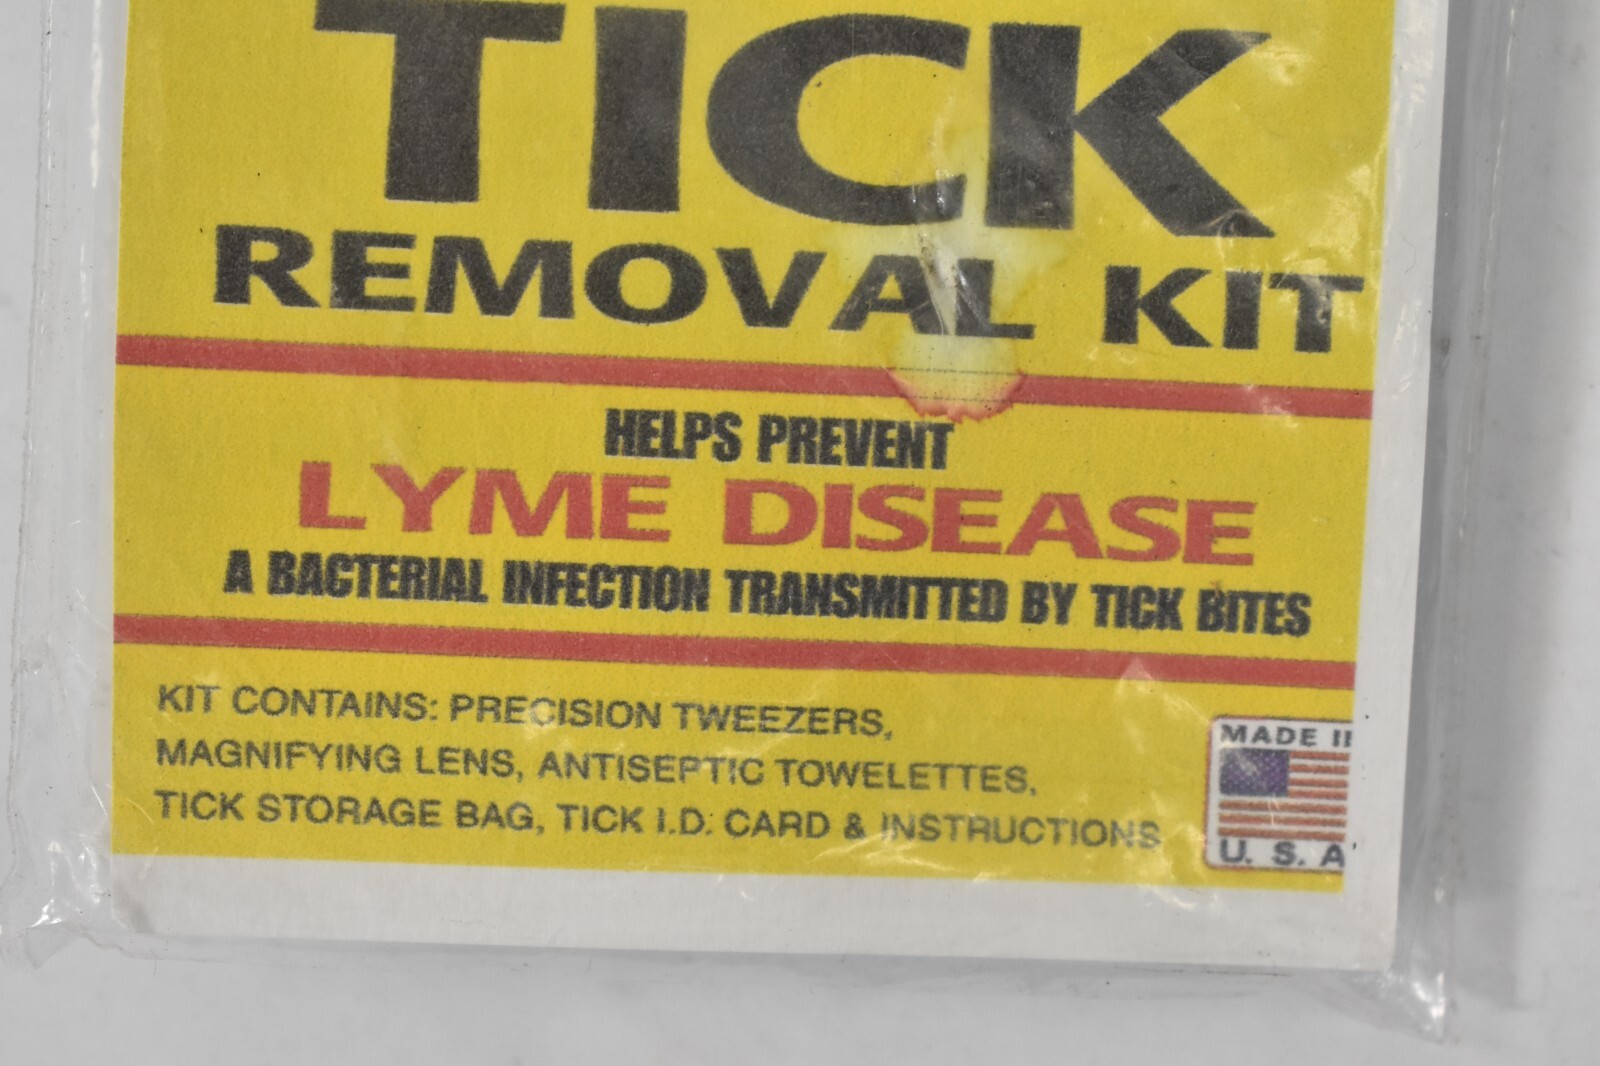 TICK
REMOVAL KIT
HELPS PREVENT
LYME DISEASE
A BACTERIAL INFECTION TRANSMITTED BY TICK BITES
KIT CONTAINS: PRECISION TWEEZERS,
MAGNIFYING LENS, ANTISEPTIC TOWELETTES,
TICK STORAGE BAG, TICK I.D. CARD & INSTRUCTIONS
MADE I
U. S. A